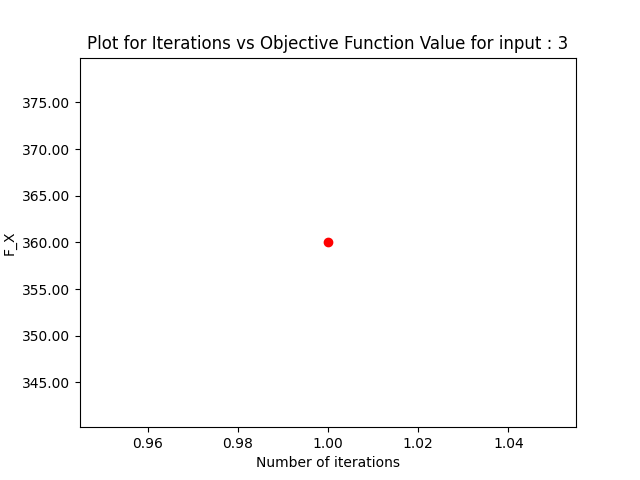 Plot for Iterations vs Objective Function Value for input : 3
375.00
370.00
365.00
360.00
355.00
350.00
345.00
F_X
0.96 0.98 1.00 1.02 1.04
Number of iterations